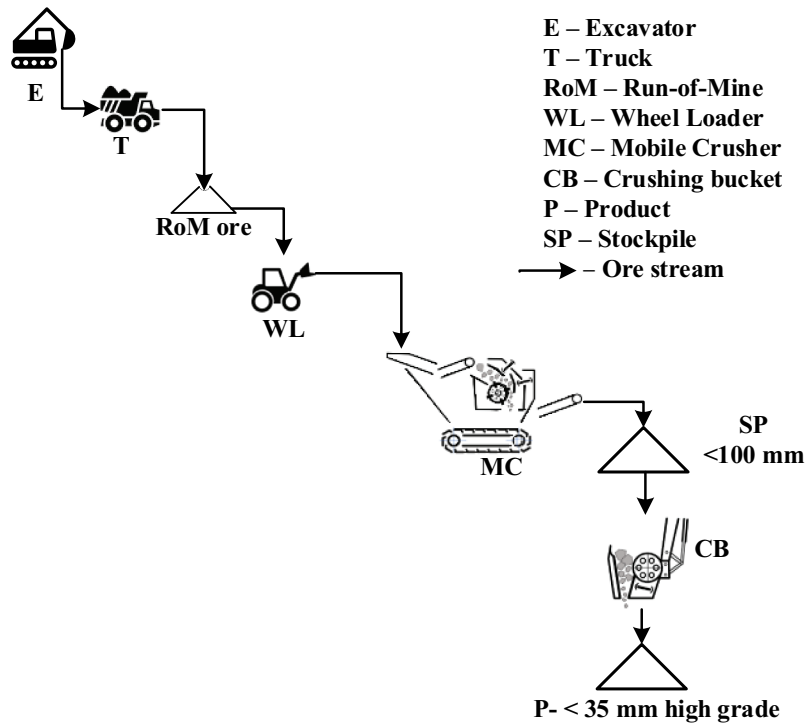 E – Excavator
T – Truck
RoM – Run-of-Mine
WL – Wheel Loader
MC – Mobile Crusher
CB – Crushing bucket
P – Product
SP – Stockpile
– Ore stream
E
T
RoM ore
WL
MC
SP
<100 mm
CB
P- < 35 mm high grade